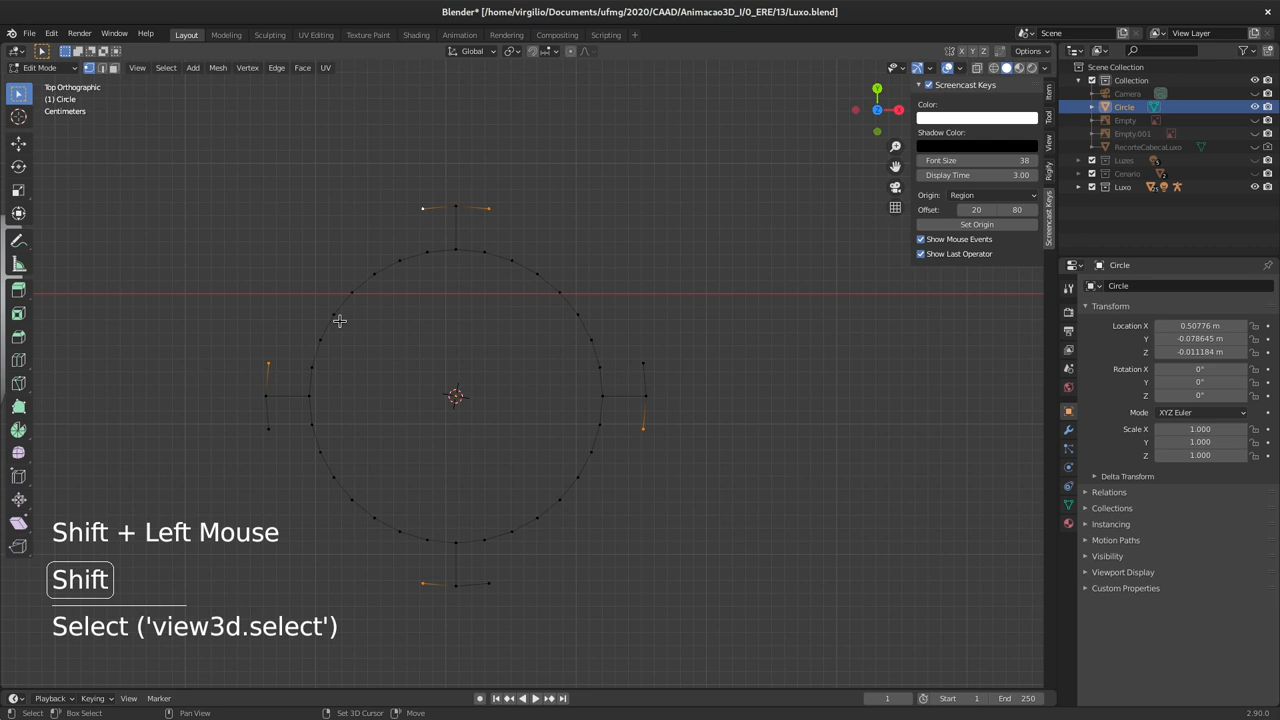 Blender* [/home/virgilio/Documents/ufmg/2020/CAAD/Animacao3D_I/0_ERE/13/Luxo.blend]
File Edit Render Window Help Layout Modeling Sculpting UV Editing Texture Paint Shading Animation Rendering Compositing Scripting + Scene View Layer
Global X Y Z Options
Edit Mode View Select Add Mesh Vertex Edge Face UV
Top Orthographic
(1) Circle
Centimeters
Y
X
Z
Screencast Keys
Color:
Shadow Color:
Font Size 38
Display Time 3.00
Origin: Region
Offset: 20 80
Set Origin
Show Mouse Events
Show Last Operator
Item
Tool
View
Rigify
Screencast Keys
Scene Collection
Collection
Camera
Circle
Empty
Empty.001
RecorteCabecaLuxo
Luzes 5
Cenario 2
Luxo
Circle
Circle
Transform
Location X 0.50776 m
Y -0.078645 m
Z -0.011184 m
Rotation X 0°
Y 0°
Z 0°
Mode XYZ Euler
Scale X 1.000
Y 1.000
Z 1.000
Delta Transform
Relations
Collections
Instancing
Motion Paths
Visibility
Viewport Display
Custom Properties
Shift + Left Mouse
Shift
Select ('view3d.select')
Playback Keying View Marker 1 Start 1 End 250
Select Box Select Pan View Set 3D Cursor Move 2.90.0